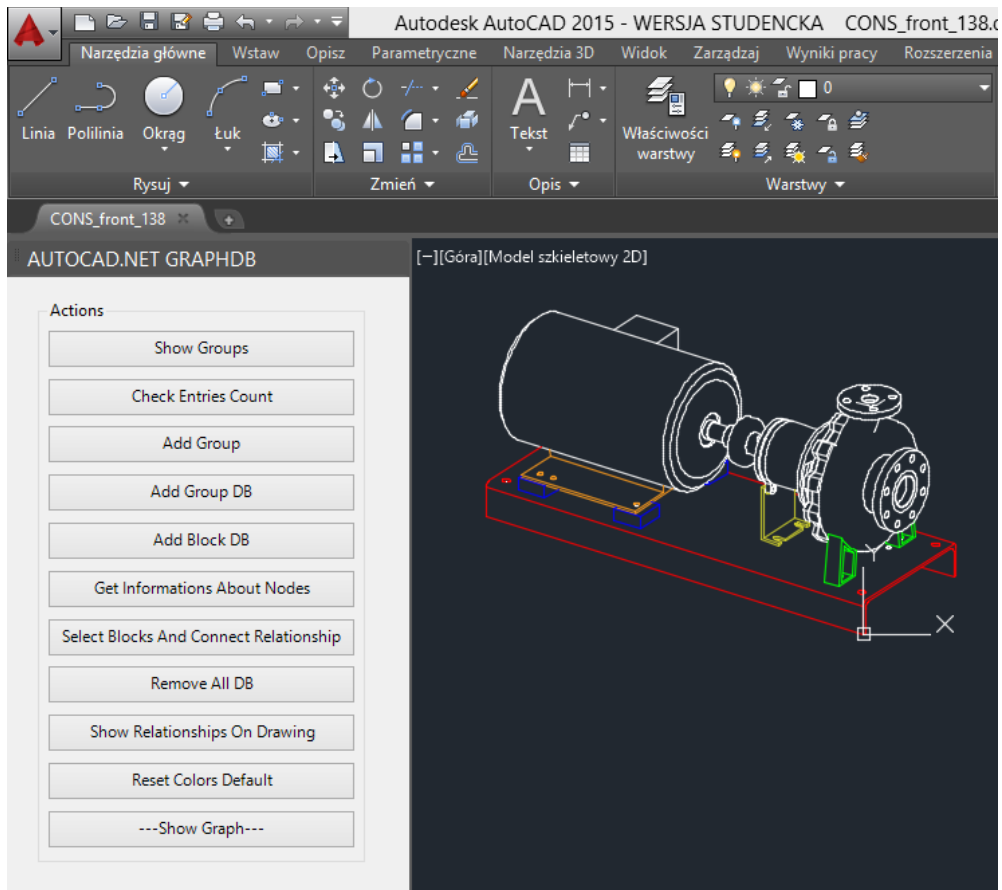 Autodesk AutoCAD 2015 - WERSJA STUDENCKA CONS_front_138.d
Narzędzia główne Wstaw Opisz Parametryczne Narzędzia 3D Widok Zarządzaj Wyniki pracy Rozszerzenia
Linia Polilinia Okrąg Łuk
Tekst
Właściwości warstwy
0
Rysuj Zmień Opis Warstwy
CONS_front_138
AUTOCAD.NET GRAPHDB
[−][Góra][Model szkieletowy 2D]
Actions
Show Groups
Check Entries Count
Add Group
Add Group DB
Add Block DB
Get Informations About Nodes
Select Blocks And Connect Relationship
Remove All DB
Show Relationships On Drawing
Reset Colors Default
---Show Graph---
Y
X